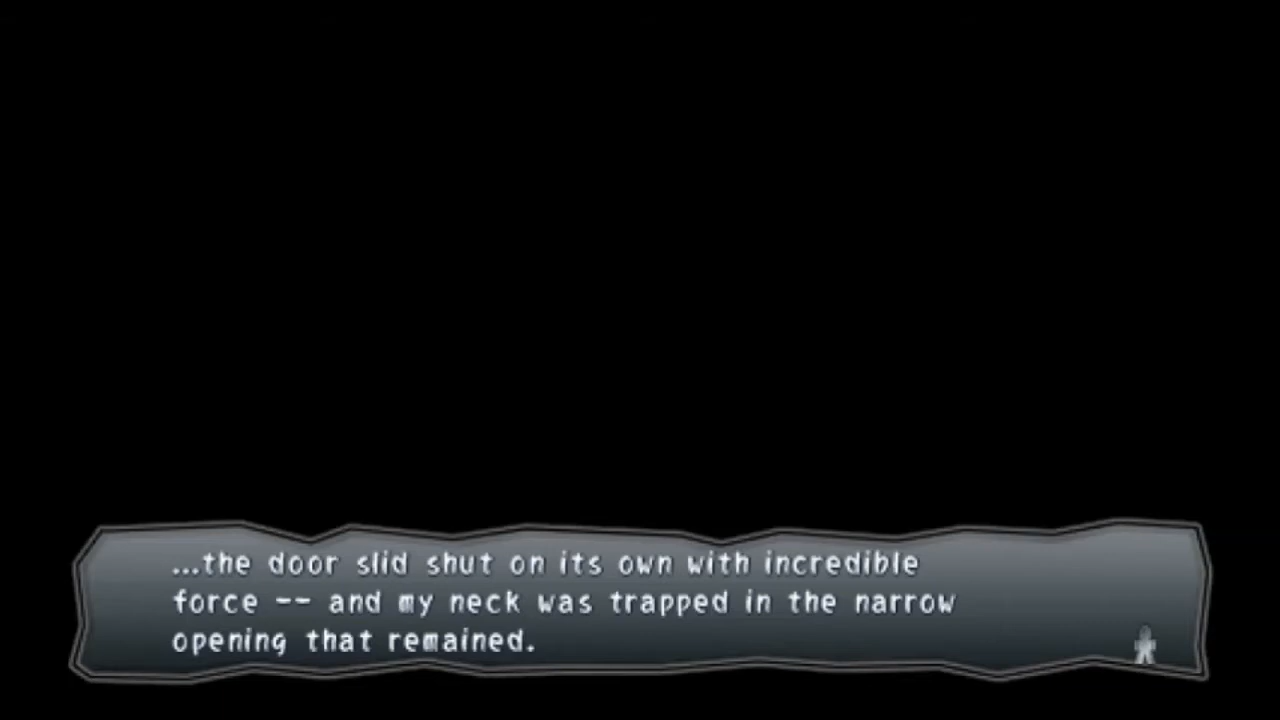 ...the door slid shut on its own with incredible
force -- and my neck was trapped in the narrow
opening that remained.